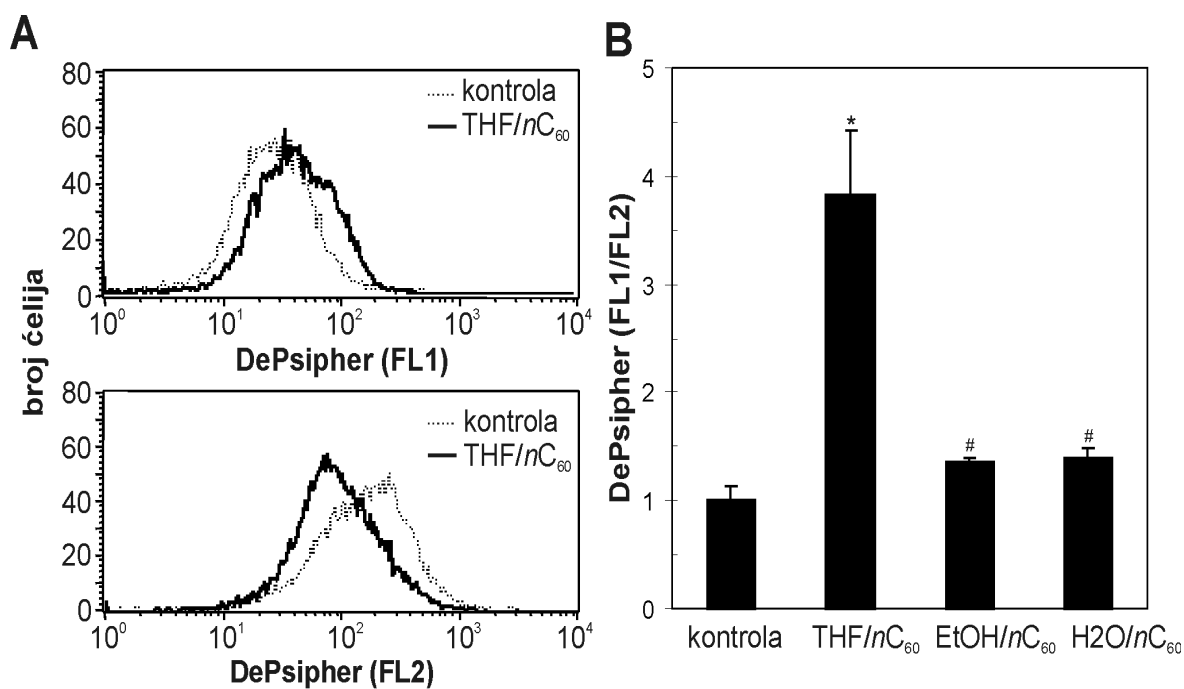 A
80
60
40
20
0
kontrola
THF/nC60
10^0 10^1 10^2 10^3 10^4
DePsipher (FL1)
broj ćelija
80
60
40
20
0
kontrola
THF/nC60
10^0 10^1 10^2 10^3 10^4
DePsipher (FL2)
B
DePsipher (FL1/FL2)
5
4
3
2
1
0
*
#
#
kontrola THF/nC60 EtOH/nC60 H2O/nC60